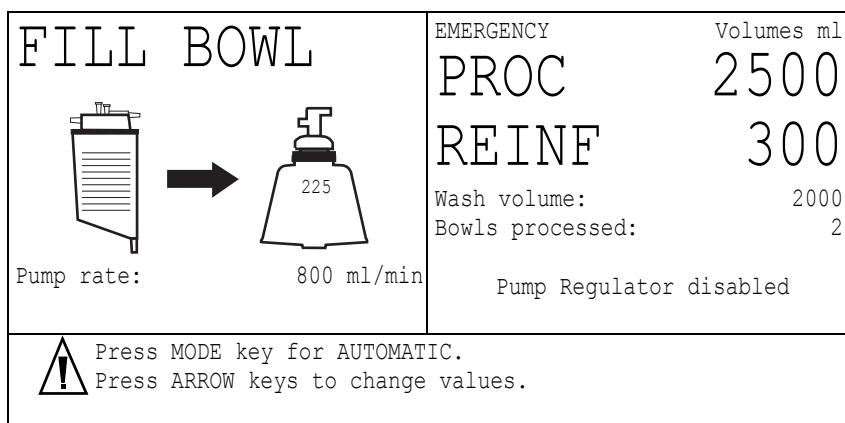 FILL BOWL
225
Pump rate: 800 ml/min
EMERGENCY Volumes ml
PROC 2500
REINF 300
Wash volume: 2000
Bowls processed: 2
Pump Regulator disabled
Press MODE key for AUTOMATIC.
Press ARROW keys to change values.